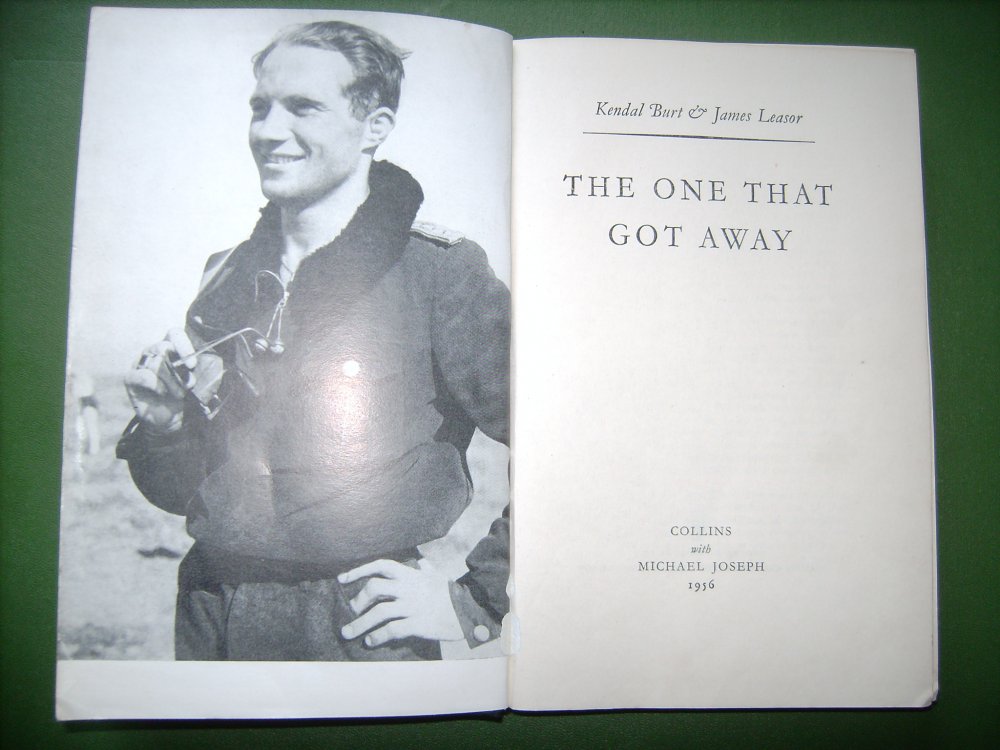 Kendal Burt & James Leasor
THE ONE THAT
GOT AWAY
COLLINS
with
MICHAEL JOSEPH
1956